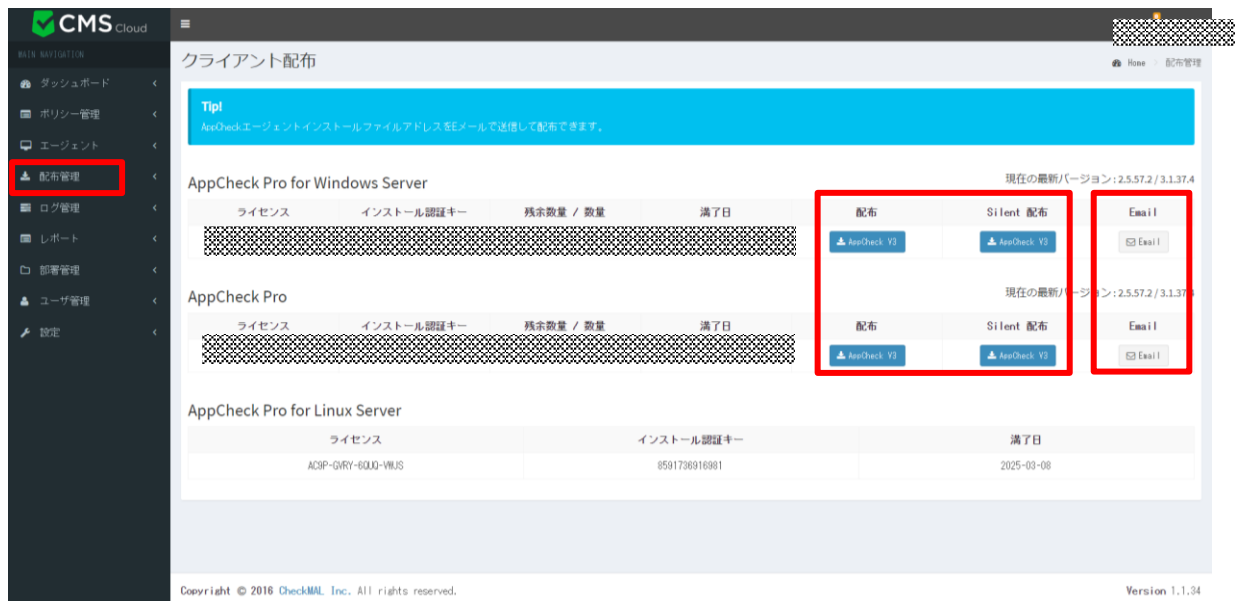 CMS Cloud
MAIN NAVIGATION
ダッシュボード
ポリシー管理
エージェント
配布管理
ログ管理
レポート
部署管理
ユーザ管理
設定
クライアント配布
Home 配布管理
Tip!
AppCheckエージェントインストールファイルアドレスをEメールで送信して配布できます。
AppCheck Pro for Windows Server
現在の最新バージョン : 2.5.57.2 / 3.1.37.4
ライセンス インストール認証キー 残余数量 / 数量 満了日 配布 Silent 配布 Email
AppCheck V3 AppCheck V3 Email
AppCheck Pro
現在の最新バージョン : 2.5.57.2 / 3.1.37.4
ライセンス インストール認証キー 残余数量 / 数量 満了日 配布 Silent 配布 Email
AppCheck V3 AppCheck V3 Email
AppCheck Pro for Linux Server
ライセンス インストール認証キー 満了日
AC9P-GVRY-6QUQ-VWJS 8591736916981 2025-03-08
Copyright © 2016 CheckMAL Inc. All rights reserved.
Version 1.1.34